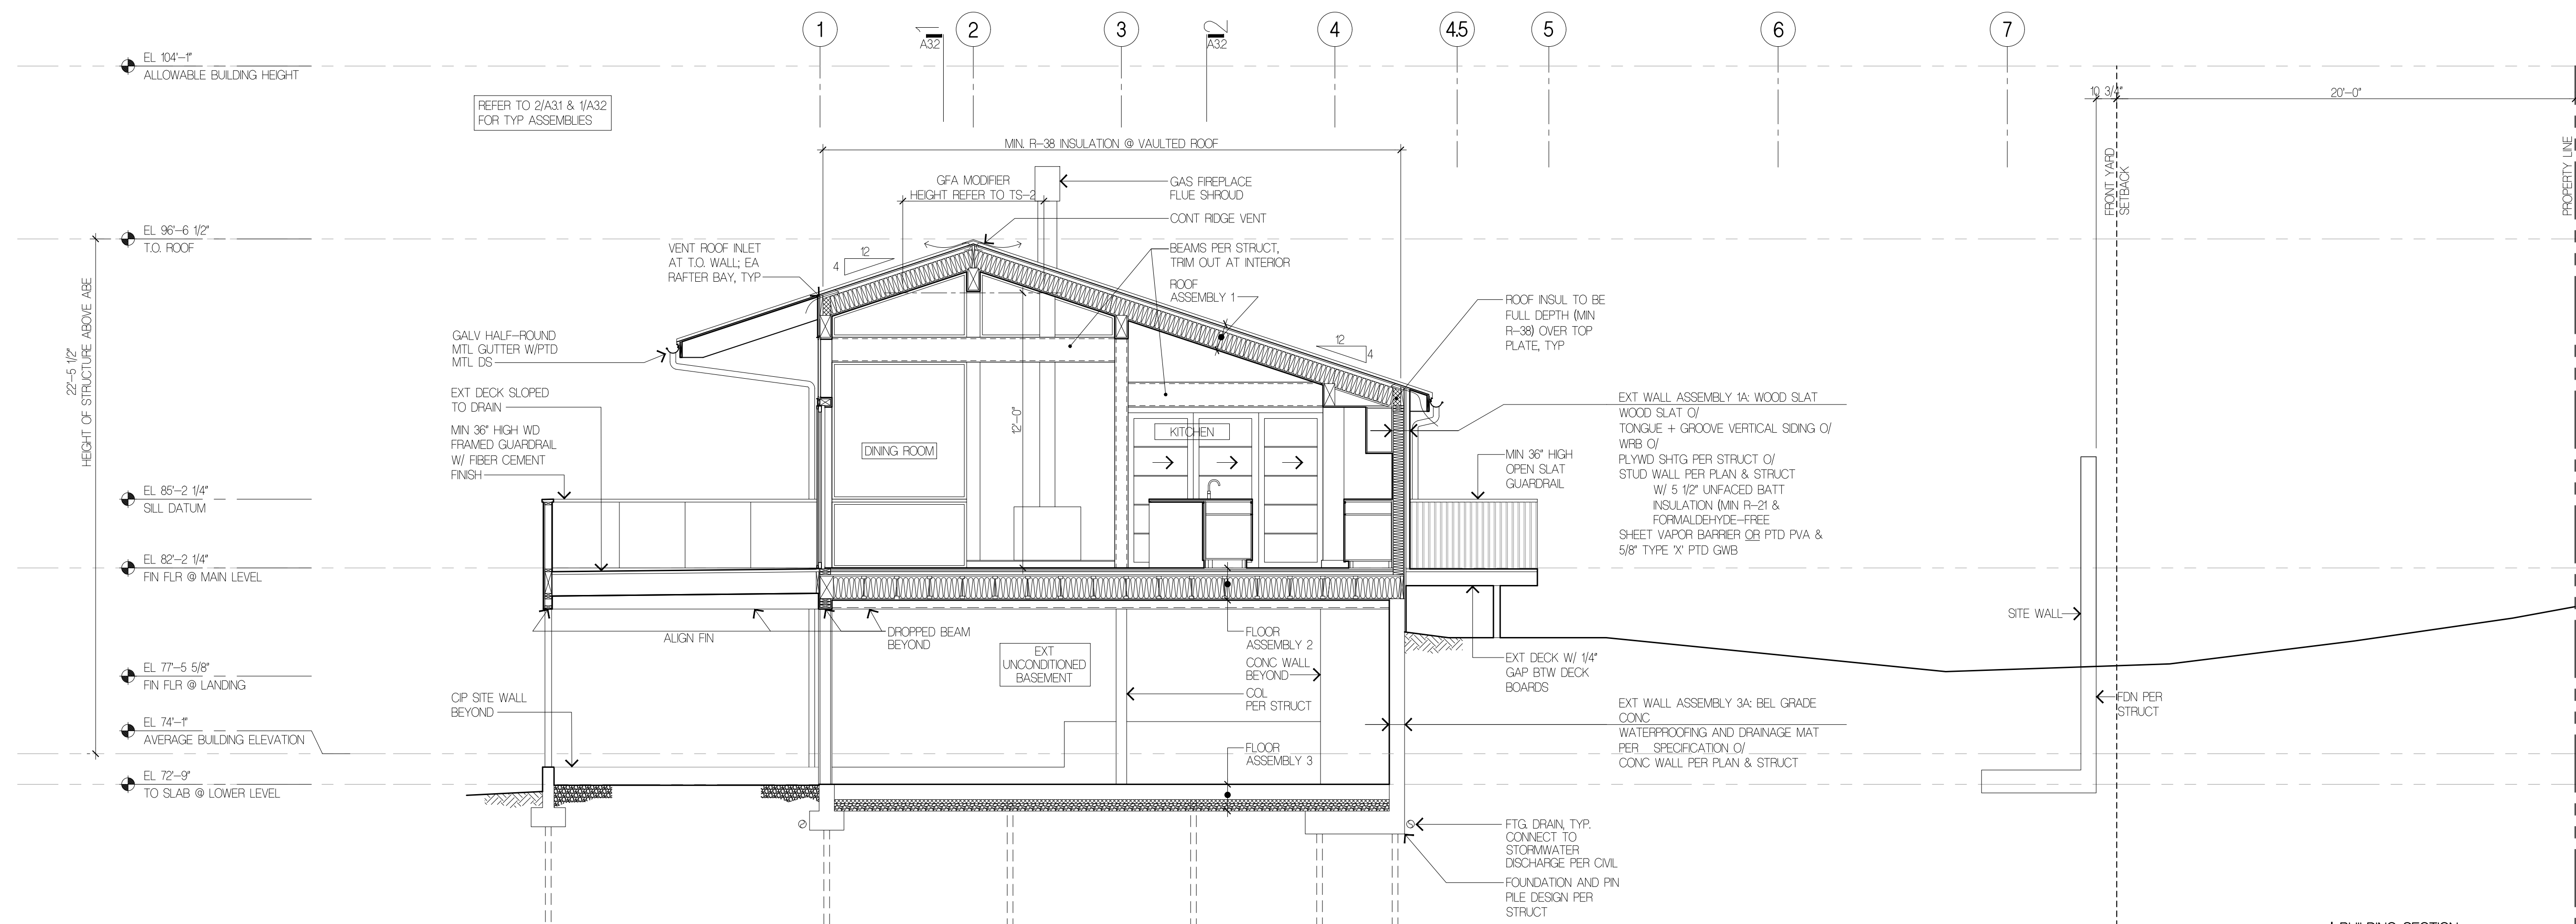 1
2
3
4
4.5
5
6
7
1
A3.2
2
A3.2
EL 104'-1"
ALLOWABLE BUILDING HEIGHT
REFER TO 2/A3.1 & 1/A3.2
FOR TYP ASSEMBLIES
10 3/4"
20'-0"
FRONT YARD
SETBACK
PROPERTY LINE
MIN. R-38 INSULATION @ VAULTED ROOF
GFA MODIFIER
HEIGHT REFER TO TS-2
GAS FIREPLACE
FLUE SHROUD
CONT RIDGE VENT
BEAMS PER STRUCT,
TRIM OUT AT INTERIOR
ROOF
ASSEMBLY 1
VENT ROOF INLET
AT T.O. WALL; EA
RAFTER BAY, TYP
12
4
12
4
EL 96'-6 1/2"
T.O. ROOF
22'-5 1/2"
HEIGHT OF STRUCTURE ABOVE ABE
GALV HALF-ROUND
MTL GUTTER W/PTD
MTL DS
EXT DECK SLOPED
TO DRAIN
MIN 36" HIGH WD
FRAMED GUARDRAIL
W/ FIBER CEMENT
FINISH
ROOF INSUL TO BE
FULL DEPTH (MIN
R-38) OVER TOP
PLATE, TYP
12'-0"
DINING ROOM
KITCHEN
MIN 36" HIGH
OPEN SLAT
GUARDRAIL
EXT WALL ASSEMBLY 1A: WOOD SLAT
WOOD SLAT O/
TONGUE + GROOVE VERTICAL SIDING O/
WRB O/
PLYWD SHTG PER STRUCT O/
STUD WALL PER PLAN & STRUCT
W/ 5 1/2" UNFACED BATT
INSULATION (MIN R-21 &
FORMALDEHYDE-FREE
SHEET VAPOR BARRIER OR PTD PVA &
5/8" TYPE 'X' PTD GWB
EL 85'-2 1/4"
SILL DATUM
EL 82'-2 1/4"
FIN FLR @ MAIN LEVEL
EL 77'-5 5/8"
FIN FLR @ LANDING
EL 74'-1"
AVERAGE BUILDING ELEVATION
EL 72'-9"
TO SLAB @ LOWER LEVEL
ALIGN FIN
DROPPED BEAM
BEYOND
EXT
UNCONDITIONED
BASEMENT
FLOOR
ASSEMBLY 2
CONC WALL
BEYOND
COL
PER STRUCT
FLOOR
ASSEMBLY 3
CIP SITE WALL
BEYOND
EXT DECK W/ 1/4"
GAP BTW DECK
BOARDS
SITE WALL
FDN PER
STRUCT
EXT WALL ASSEMBLY 3A: BEL GRADE
CONC
WATERPROOFING AND DRAINAGE MAT
PER SPECIFICATION O/
CONC WALL PER PLAN & STRUCT
FTG. DRAIN, TYP.
CONNECT TO
STORMWATER
DISCHARGE PER CIVIL
FOUNDATION AND PIN
PILE DESIGN PER
STRUCT
BUILDING SECTION